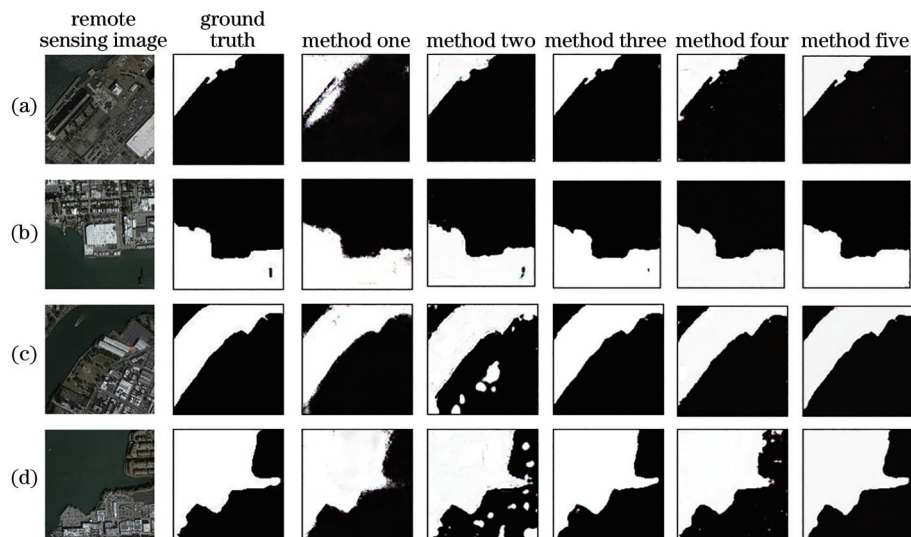 remote sensing image
ground truth
method one
method two
method three
method four
method five
(a)
(b)
(c)
(d)